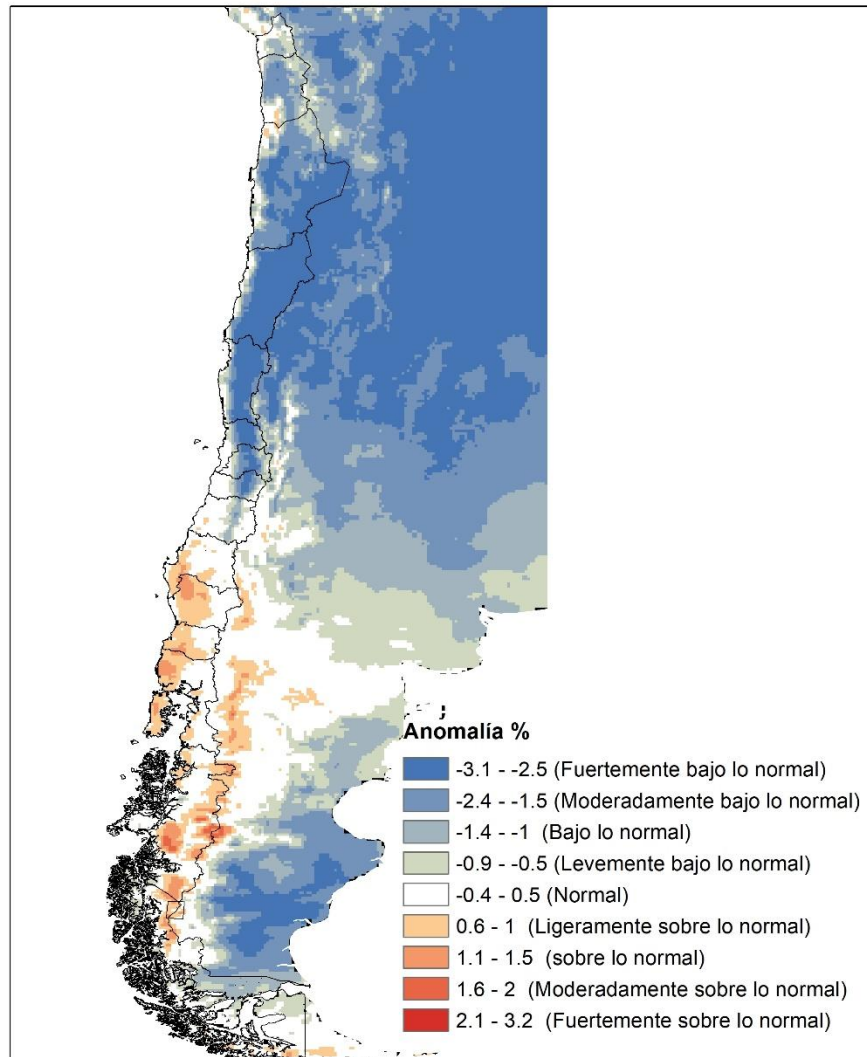 Anomalía %
-3.1 - -2.5 (Fuertemente bajo lo normal)
-2.4 - -1.5 (Moderadamente bajo lo normal)
-1.4 - -1 (Bajo lo normal)
-0.9 - -0.5 (Levemente bajo lo normal)
-0.4 - 0.5 (Normal)
0.6 - 1 (Ligeramente sobre lo normal)
1.1 - 1.5 (sobre lo normal)
1.6 - 2 (Moderadamente sobre lo normal)
2.1 - 3.2 (Fuertemente sobre lo normal)